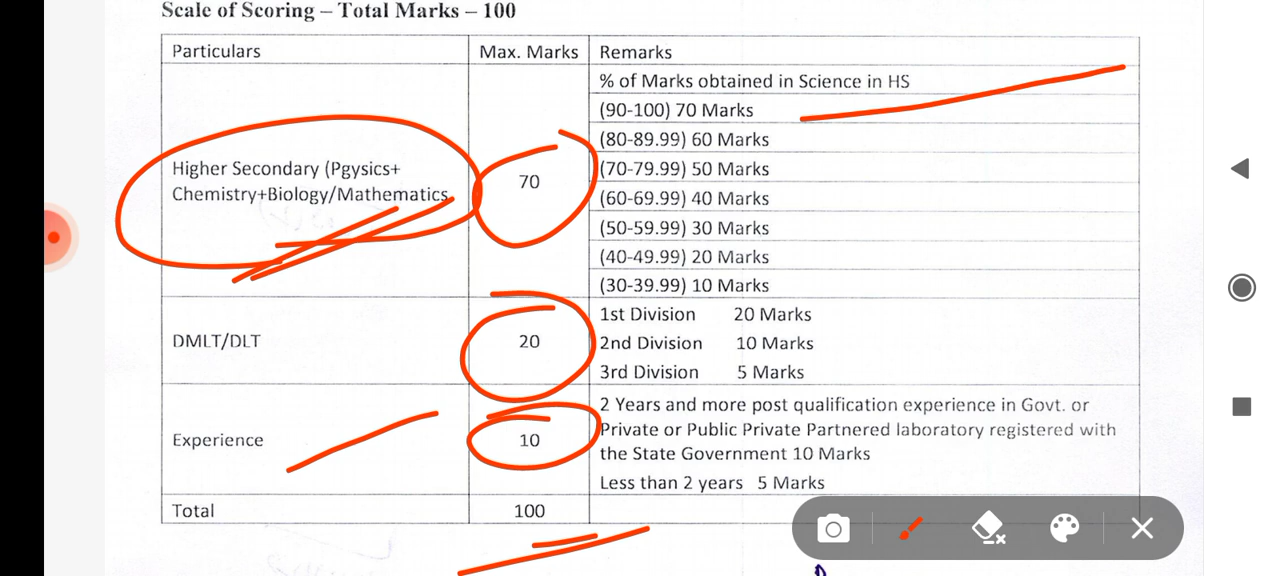 Scale of Scoring – Total Marks – 100
Particulars Max. Marks Remarks
% of Marks obtained in Science in HS
(90-100) 70 Marks
(80-89.99) 60 Marks
Higher Secondary (Pgysics+
Chemistry+Biology/Mathematics
70
(70-79.99) 50 Marks
(60-69.99) 40 Marks
(50-59.99) 30 Marks
(40-49.99) 20 Marks
(30-39.99) 10 Marks
DMLT/DLT
20
1st Division 20 Marks
2nd Division 10 Marks
3rd Division 5 Marks
Experience
10
2 Years and more post qualification experience in Govt. or
Private or Public Private Partnered laboratory registered with
the State Government 10 Marks
Less than 2 years 5 Marks
Total 100